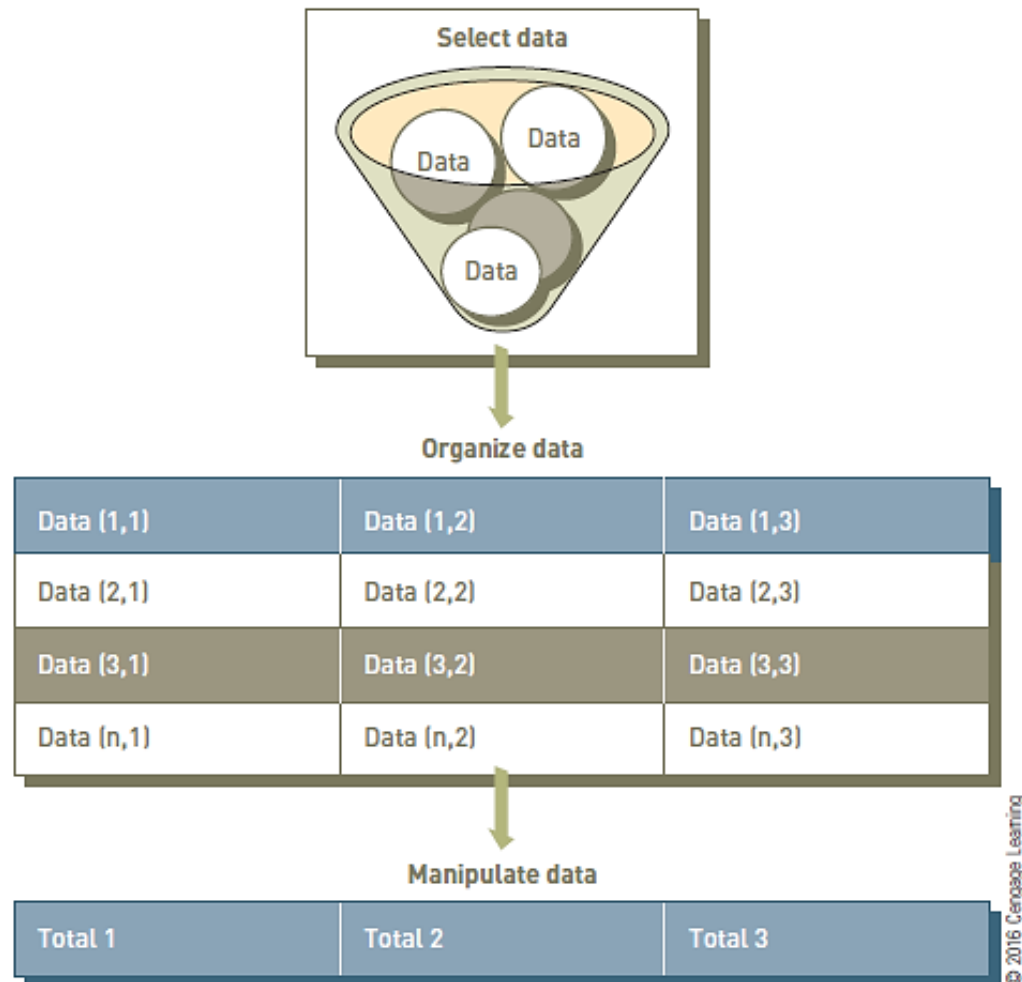 Select data
Data
Data
Data
Organize data
Data (1,1) Data (1,2) Data (1,3)
Data (2,1) Data (2,2) Data (2,3)
Data (3,1) Data (3,2) Data (3,3)
Data (n,1) Data (n,2) Data (n,3)
Manipulate data
Total 1 Total 2 Total 3
© 2016 Cengage Learning